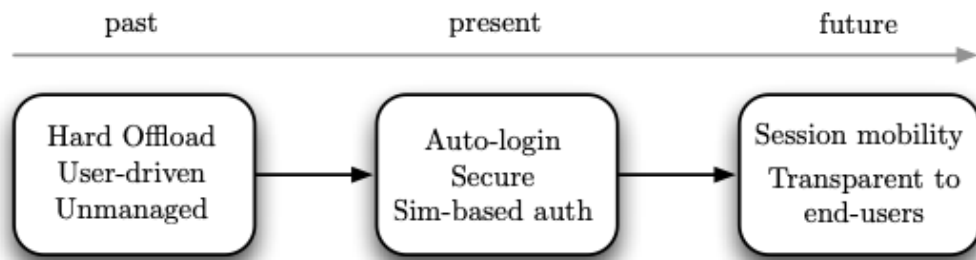 past
present
future
Hard Offload
User-driven
Unmanaged
Auto-login
Secure
Sim-based auth
Session mobility
Transparent to
end-users